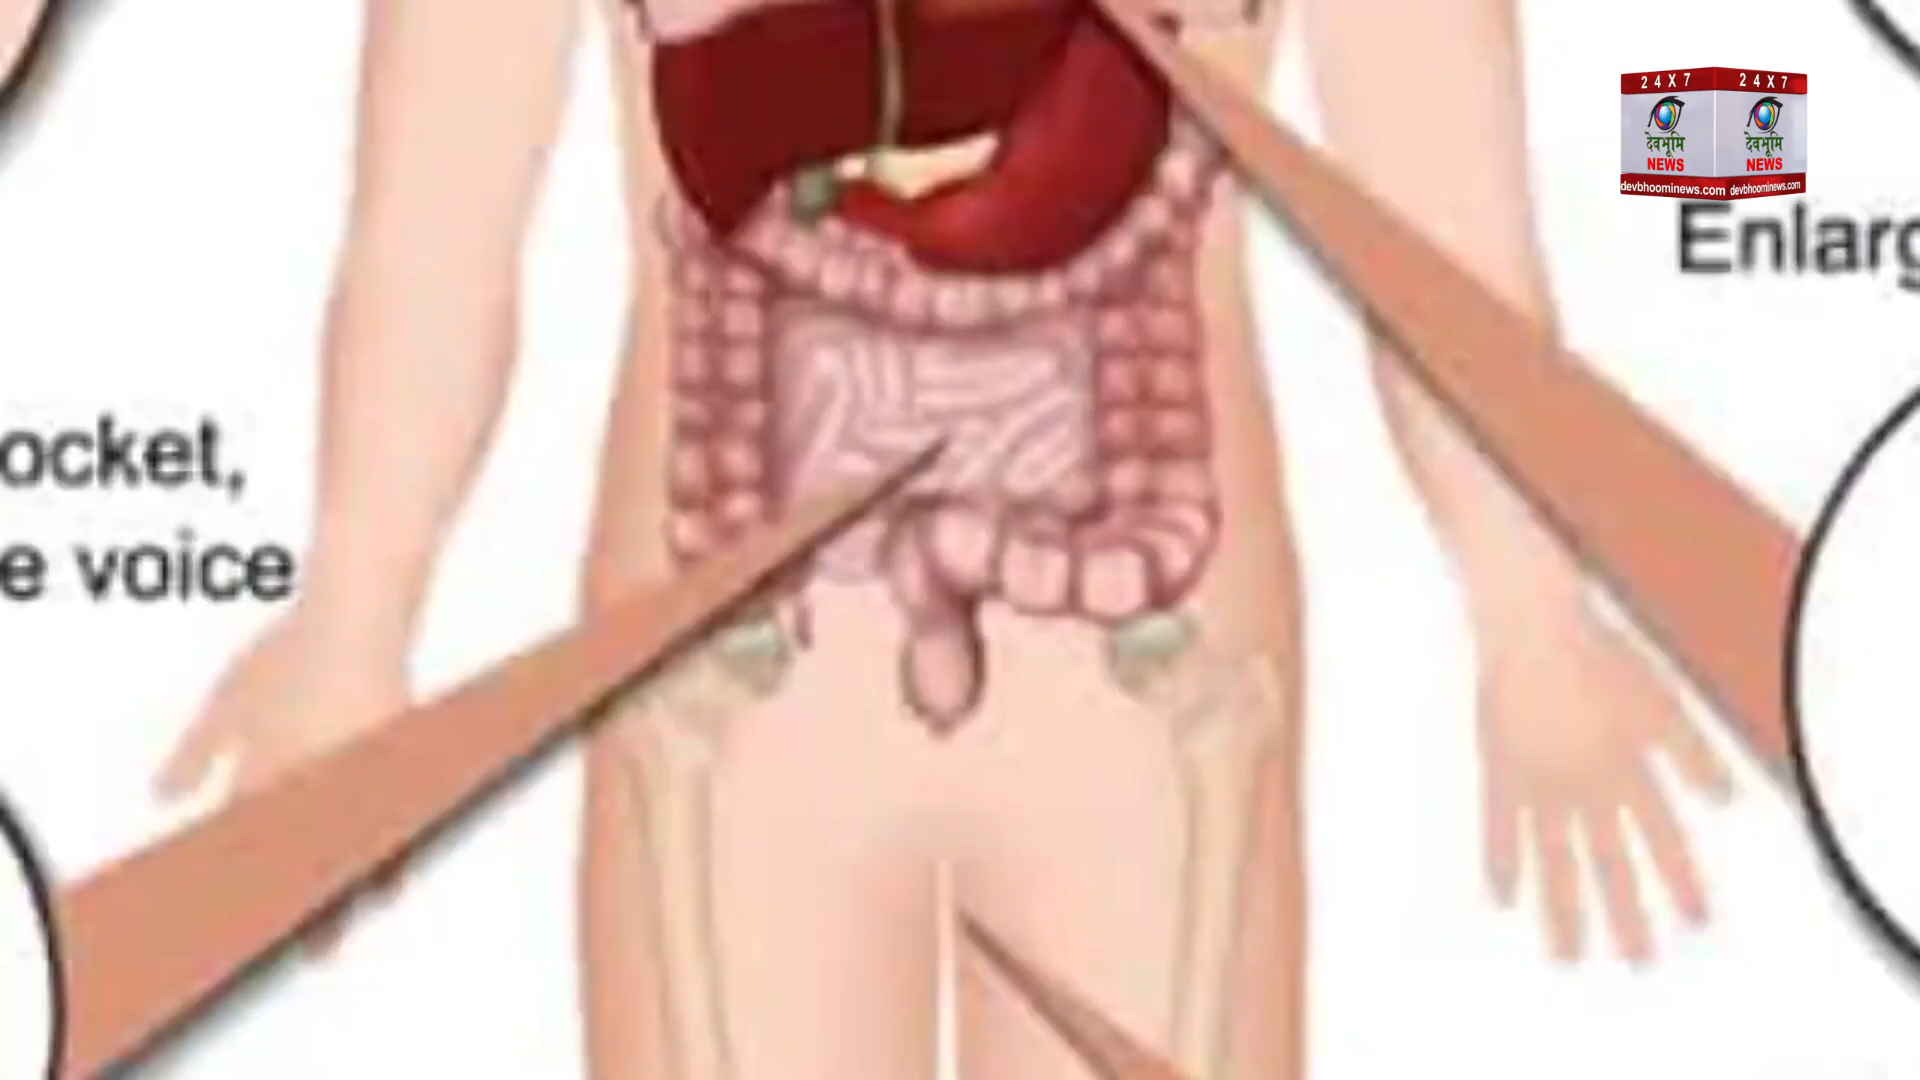 24X7 24X7
देवभूमि देवभूमि
NEWS NEWS
devbhoominews.com devbhoominews.com
Enlarg
ocket,
e voice